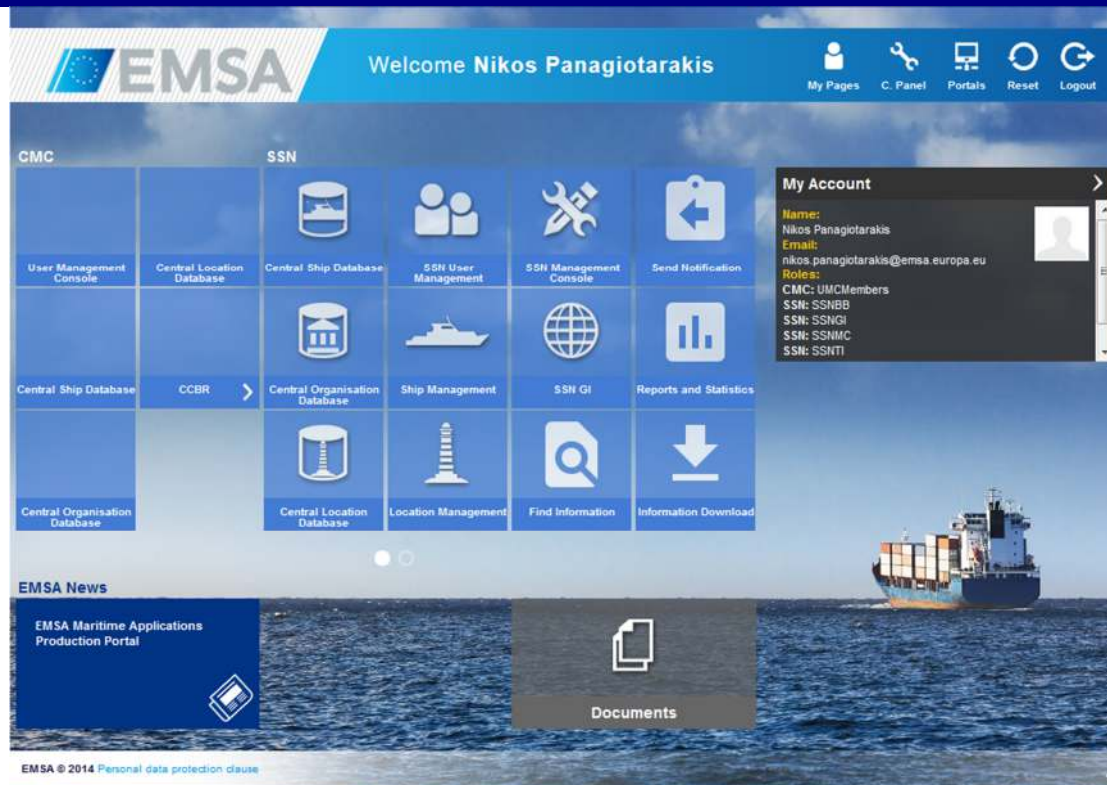 EMSA
Welcome Nikos Panagiotarakis
My Pages
C. Panel
Portals
Reset
Logout
CMC
SSN
User Management
Console
Central Location
Database
Central Ship Database
SSN User
Management
SSN Management
Console
Send Notification
Central Ship Database
CCBR
Central Organisation
Database
Ship Management
SSN GI
Reports and Statistics
Central Organisation
Database
Central Location
Database
Location Management
Find Information
Information Download
My Account
Name:
Nikos Panagiotarakis
Email:
nikos.panagiotarakis@emsa.europa.eu
Roles:
CMC: UMCMembers
SSN: SSNBB
SSN: SSNGI
SSN: SSNMC
SSN: SSNTI
EMSA News
EMSA Maritime Applications
Production Portal
Documents
EMSA © 2014 Personal data protection clause